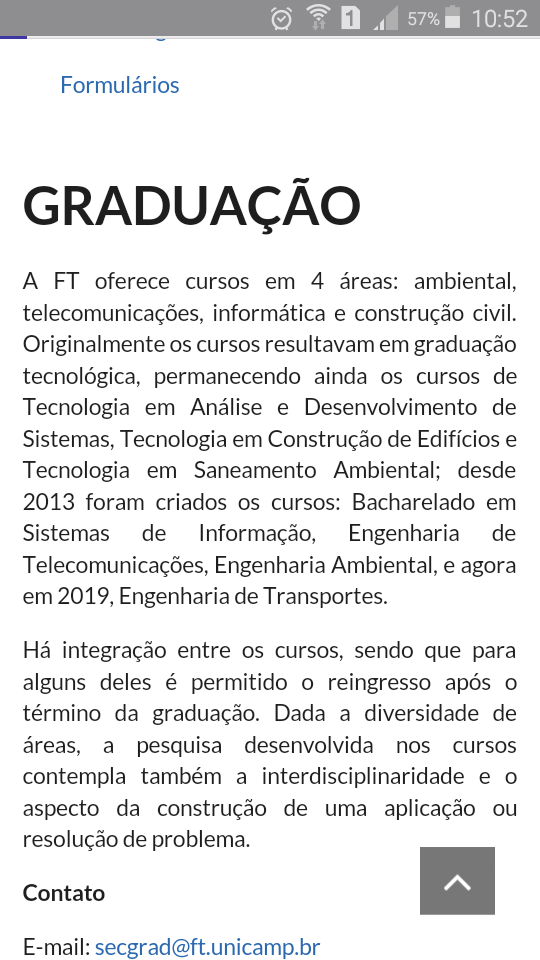 1 57% 10:52
Formulários
GRADUAÇÃO
A FT oferece cursos em 4 áreas: ambiental,
telecomunicações, informática e construção civil.
Originalmente os cursos resultavam em graduação
tecnológica, permanecendo ainda os cursos de
Tecnologia em Análise e Desenvolvimento de
Sistemas, Tecnologia em Construção de Edifícios e
Tecnologia em Saneamento Ambiental; desde
2013 foram criados os cursos: Bacharelado em
Sistemas de Informação, Engenharia de
Telecomunicações, Engenharia Ambiental, e agora
em 2019, Engenharia de Transportes.
Há integração entre os cursos, sendo que para
alguns deles é permitido o reingresso após o
término da graduação. Dada a diversidade de
áreas, a pesquisa desenvolvida nos cursos
contempla também a interdisciplinaridade e o
aspecto da construção de uma aplicação ou
resolução de problema.
Contato
E-mail: secgrad@ft.unicamp.br